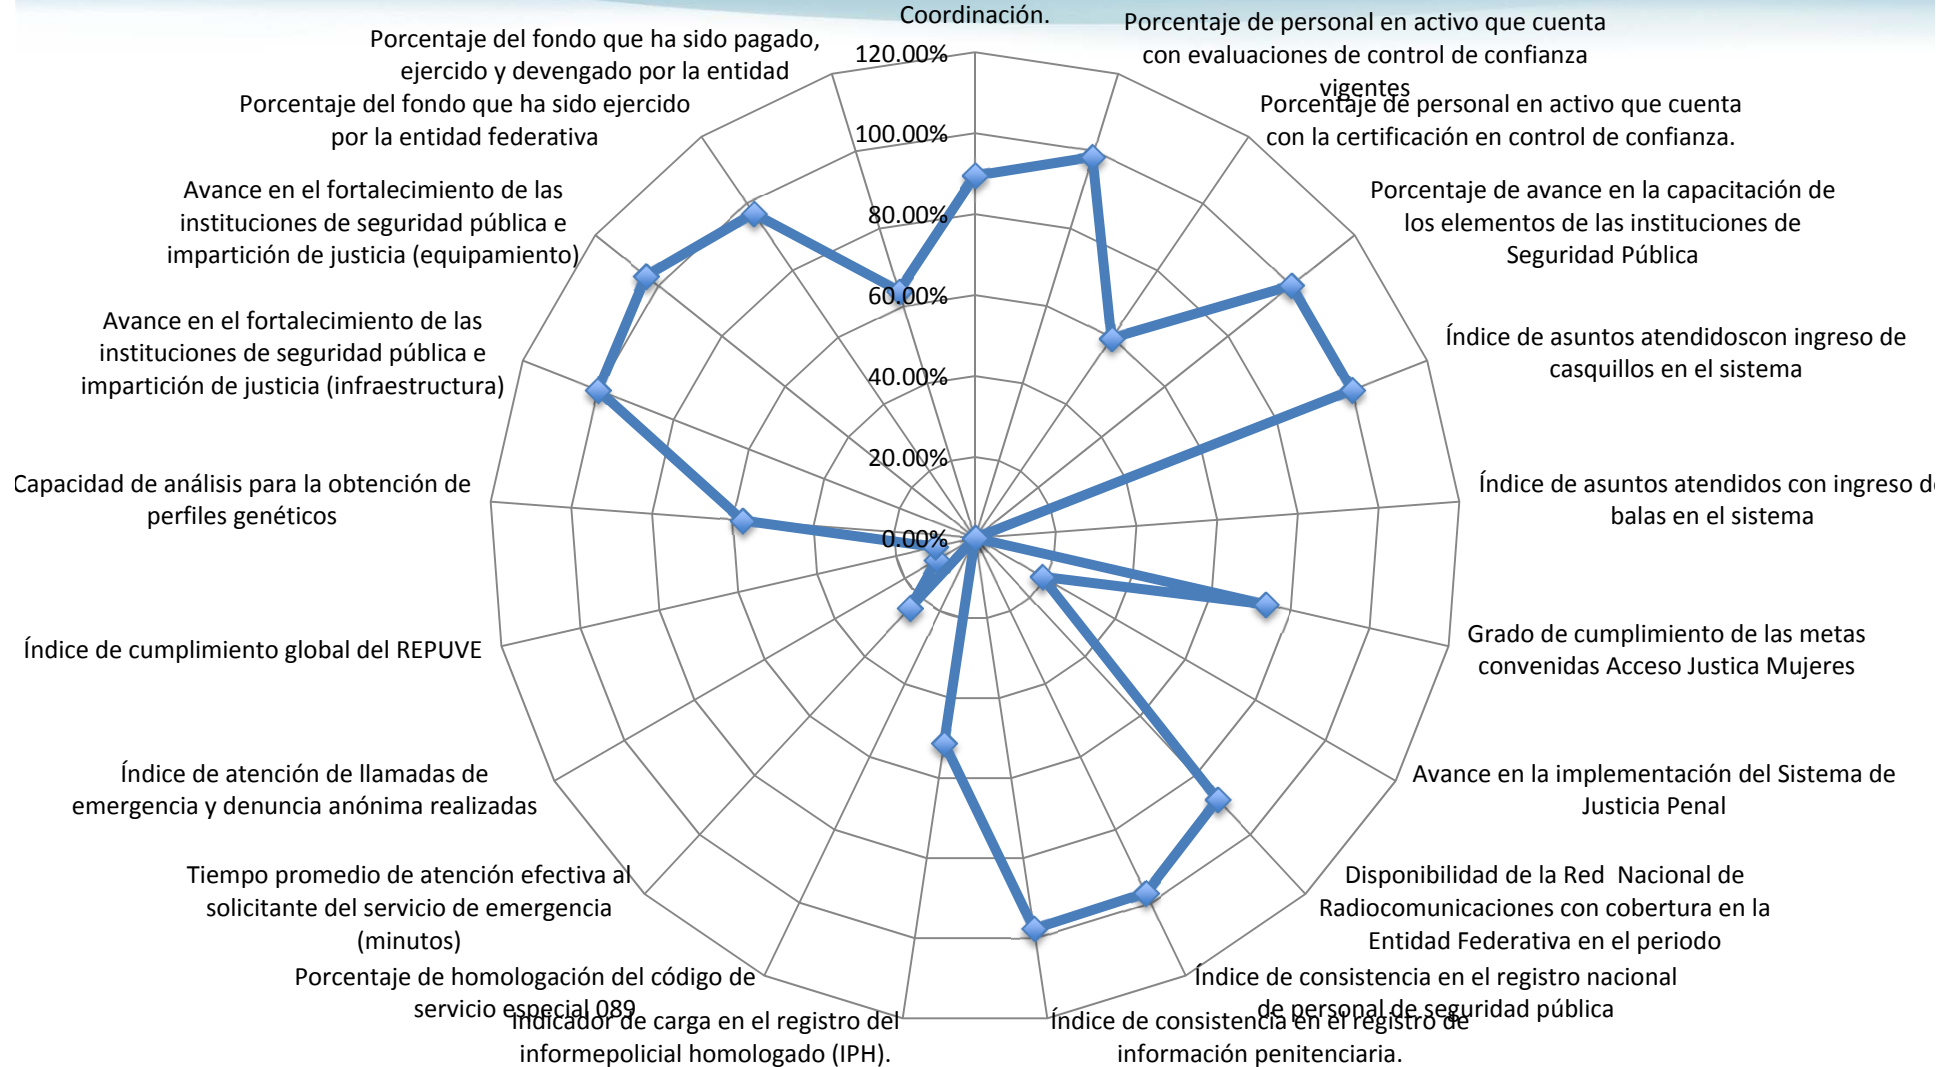 Coordinación.
Porcentaje de personal en activo que cuenta
con evaluaciones de control de confianza
vigentes
Porcentaje de personal en activo que cuenta
con la certificación en control de confianza.
Porcentaje de avance en la capacitación de
los elementos de las instituciones de
Seguridad Pública
Índice de asuntos atendidoscon ingreso de
casquillos en el sistema
Índice de asuntos atendidos con ingreso de
balas en el sistema
Grado de cumplimiento de las metas
convenidas Acceso Justica Mujeres
Avance en la implementación del Sistema de
Justicia Penal
Disponibilidad de la Red Nacional de
Radiocomunicaciones con cobertura en la
Entidad Federativa en el periodo
Índice de consistencia en el registro nacional
de personal de seguridad pública
Índice de consistencia en el registro de
información penitenciaria.
Indicador de carga en el registro del
informepolicial homologado (IPH).
Porcentaje de homologación del código de
servicio especial 089
Tiempo promedio de atención efectiva al
solicitante del servicio de emergencia
(minutos)
Índice de atención de llamadas de
emergencia y denuncia anónima realizadas
Índice de cumplimiento global del REPUVE
Capacidad de análisis para la obtención de
perfiles genéticos
Avance en el fortalecimiento de las
instituciones de seguridad pública e
impartición de justicia (infraestructura)
Avance en el fortalecimiento de las
instituciones de seguridad pública e
impartición de justicia (equipamiento)
Porcentaje del fondo que ha sido ejercido
por la entidad federativa
Porcentaje del fondo que ha sido pagado,
ejercido y devengado por la entidad
120.00%
100.00%
80.00%
60.00%
40.00%
20.00%
0.00%